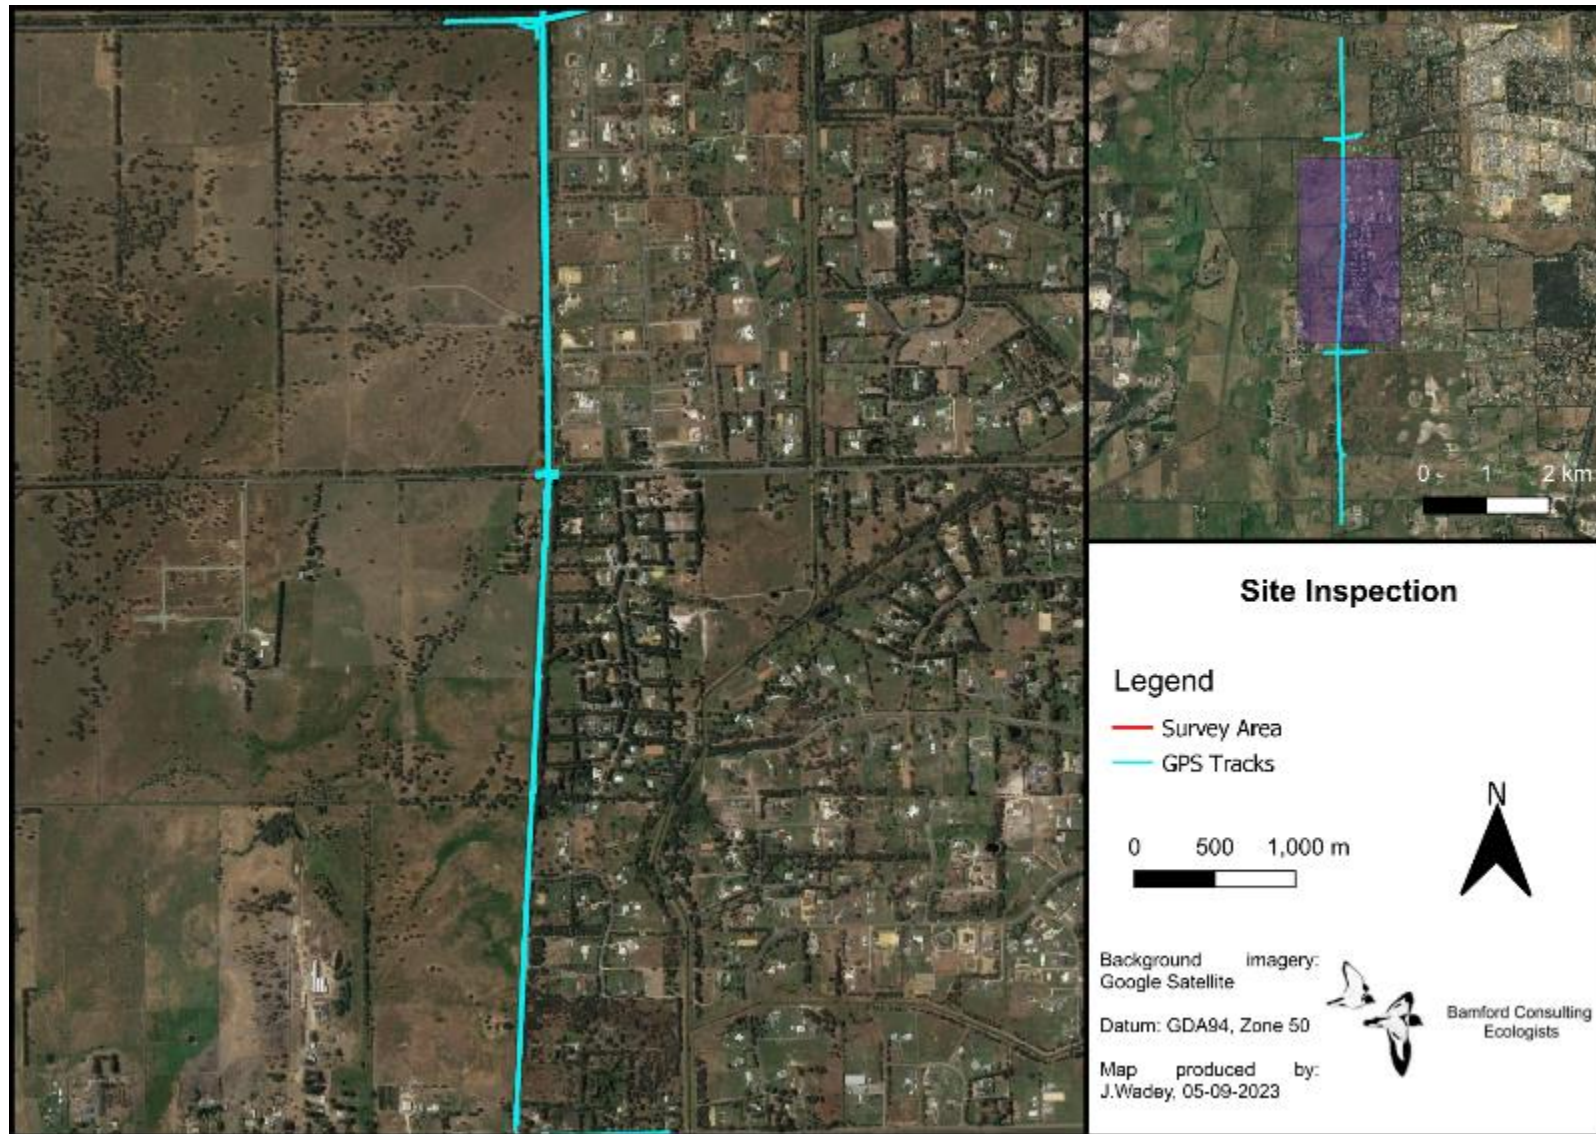 0 1 2 km
Site Inspection
Legend
Survey Area
GPS Tracks
N
0 500 1,000 m
Background imagery:
Google Satellite
Datum: GDA94, Zone 50
Map produced by:
J.Wadey, 05-09-2023
Bamford Consulting
Ecologists